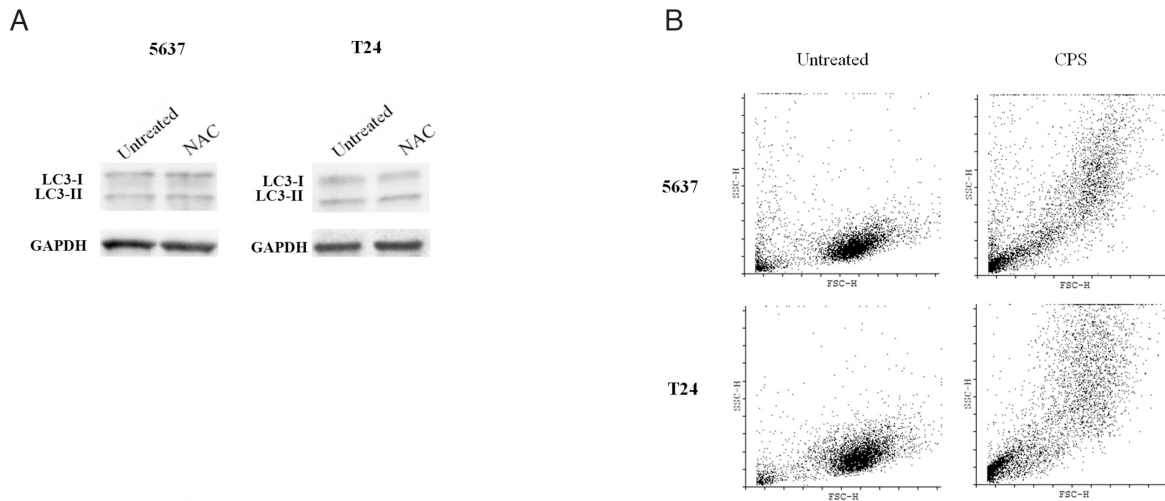 A
5637
T24
Untreated
NAC
Untreated
NAC
LC3-I
LC3-II
GAPDH
LC3-I
LC3-II
GAPDH
B
Untreated
CPS
5637
SSC-H
FSC-H
SSC-H
FSC-H
T24
SSC-H
FSC-H
SSC-H
FSC-H